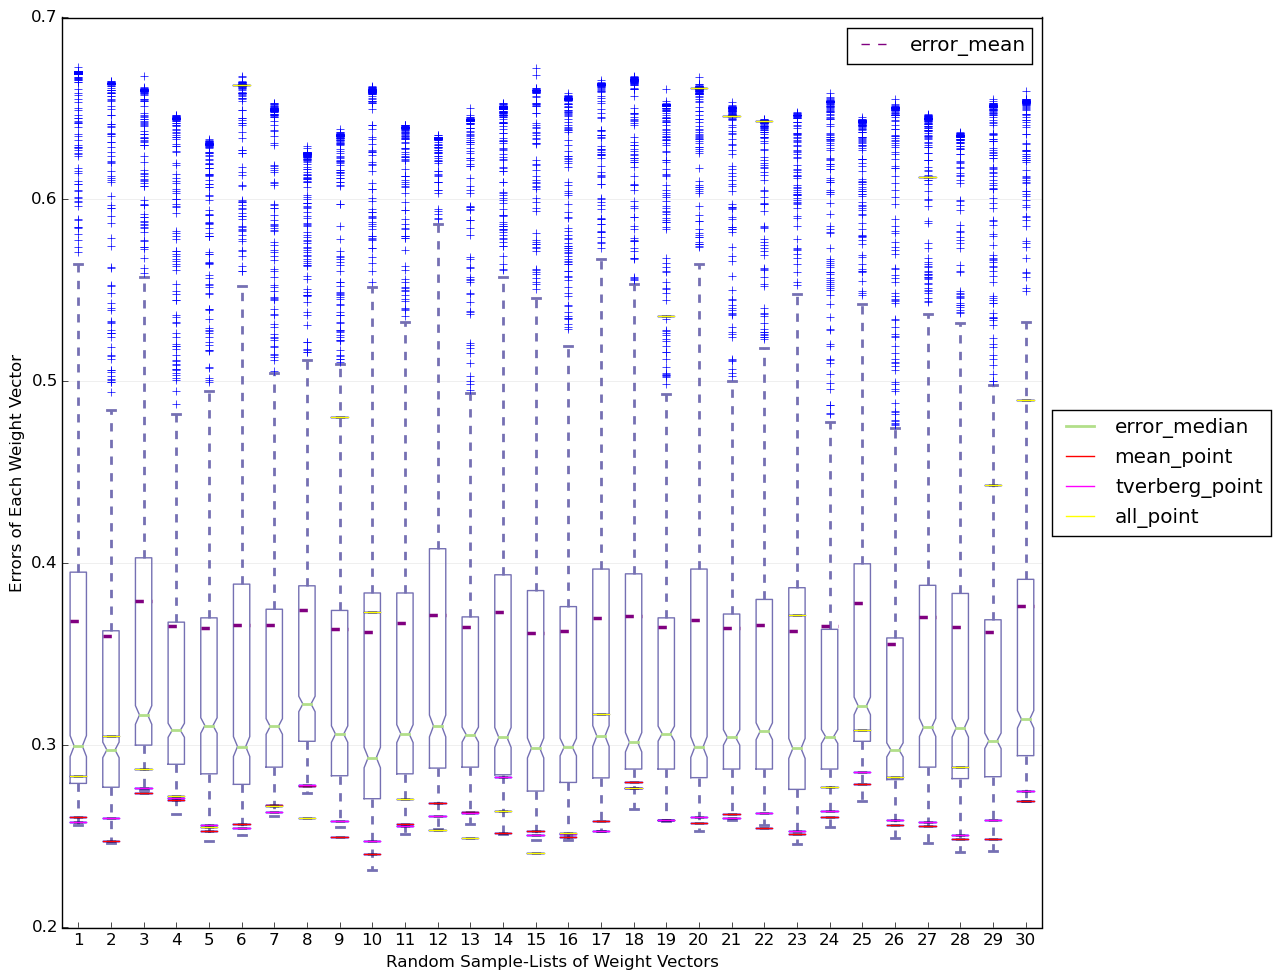 0.7
0.6
0.5
0.4
0.3
0.2
Errors of Each Weight Vector
error_mean
error_median
mean_point
tverberg_point
all_point
1 2 3 4 5 6 7 8 9 10 11 12 13 14 15 16 17 18 19 20 21 22 23 24 25 26 27 28 29 30
Random Sample-Lists of Weight Vectors